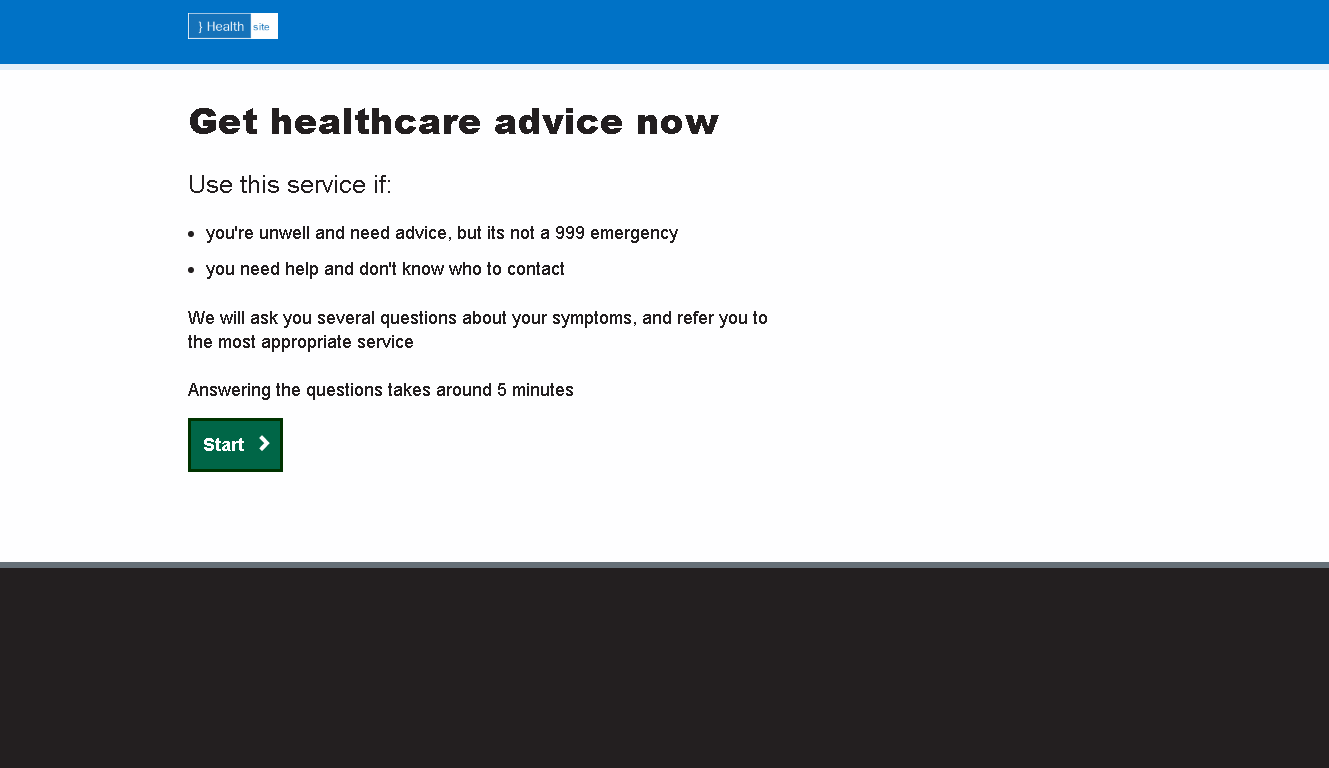 } Health site
Get healthcare advice now
Use this service if:
• you're unwell and need advice, but its not a 999 emergency
• you need help and don't know who to contact
We will ask you several questions about your symptoms, and refer you to
the most appropriate service
Answering the questions takes around 5 minutes
Start